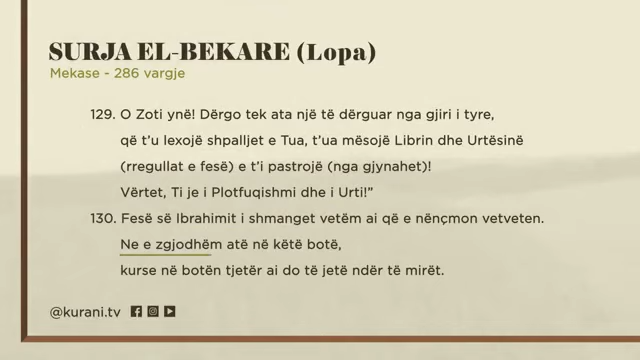 SURJA EL-BEKARE (Lopa)
Mekase - 286 vargje
129. O Zoti ynë! Dërgo tek ata një të dërguar nga gjiri i tyre,
që t'u lexojë shpalljet e Tua, t'ua mësojë Librin dhe Urtësinë
(rregullat e fesë) e t'i pastrojë (nga gjynahet)!
Vërtet, Ti je i Plotfuqishmi dhe i Urti!”
130. Fesë së Ibrahimit i shmanget vetëm ai që e nënçmon vetveten.
Ne e zgjodhëm atë në këtë botë,
kurse në botën tjetër ai do të jetë ndër të mirët.
@kurani.tv